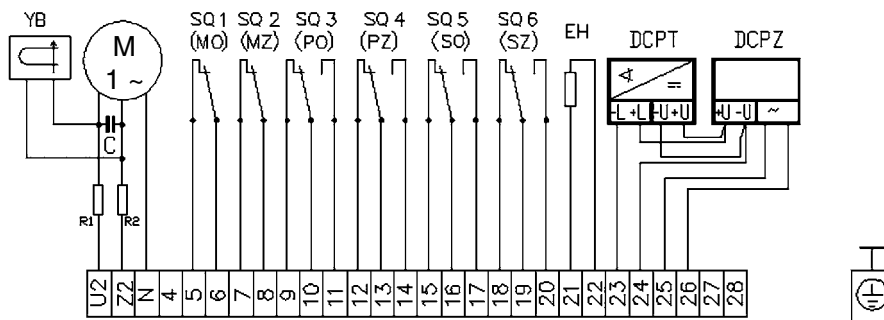 YB
M
1 ~
SQ 1 SQ 2 SQ 3 SQ 4 SQ 5 SQ 6
(MO) (MZ) (PO) (PZ) (SO) (SZ)
EH
DCPT DCPZ
-L +L -U +U +U -U ~
C
R1 R2
U2 Z2 N 4 5 6 7 8 9 10 11 12 13 14 15 16 17 18 19 20 21 22 23 24 25 26 27 28